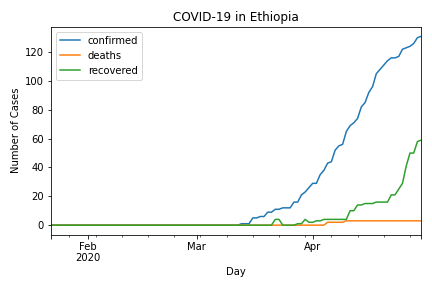 COVID-19 in Ethiopia
confirmed
deaths
recovered
Number of Cases
120
100
80
60
40
20
0
Feb
2020
Mar
Apr
Day